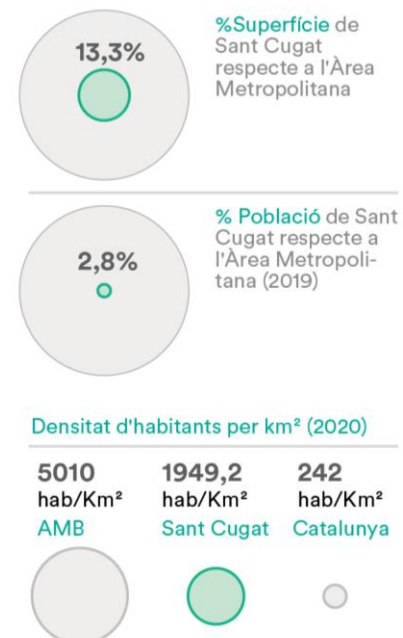 13,3%
%Superfície de
Sant Cugat
respecte a l'Àrea
Metropolitana
2,8%
% Població de Sant
Cugat respecte a
l'Àrea Metropoli-
tana (2019)
Densitat d'habitants per km² (2020)
5010
hab/Km²
AMB
1949,2
hab/Km²
Sant Cugat
242
hab/Km²
Catalunya